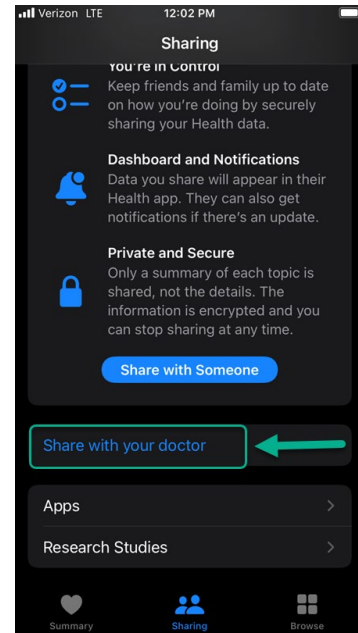 Verizon LTE 12:02 PM
Sharing
You're in Control
Keep friends and family up to date
on how you're doing by securely
sharing your Health data.
Dashboard and Notifications
Data you share will appear in their
Health app. They can also get
notifications if there's an update.
Private and Secure
Only a summary of each topic is
shared, not the details. The
information is encrypted and you
can stop sharing at any time.
Share with Someone
Share with your doctor
Apps
Research Studies
Summary Sharing Browse